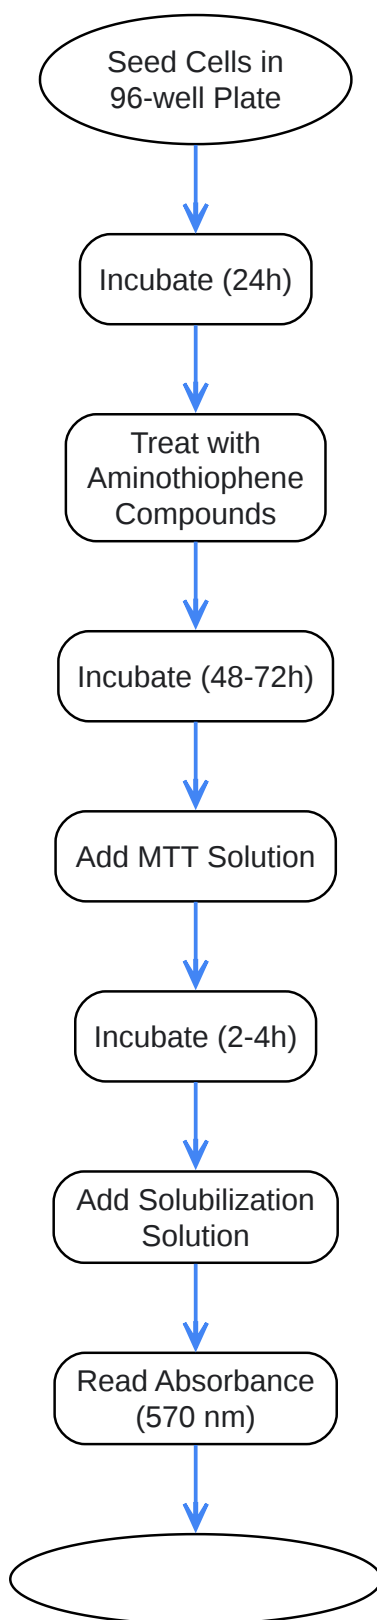 Seed Cells in
96-well Plate
Incubate (24h)
Treat with
Aminothiophene
Compounds
Incubate (48-72h)
Add MTT Solution
Incubate (2-4h)
Add Solubilization
Solution
Read Absorbance
(570 nm)